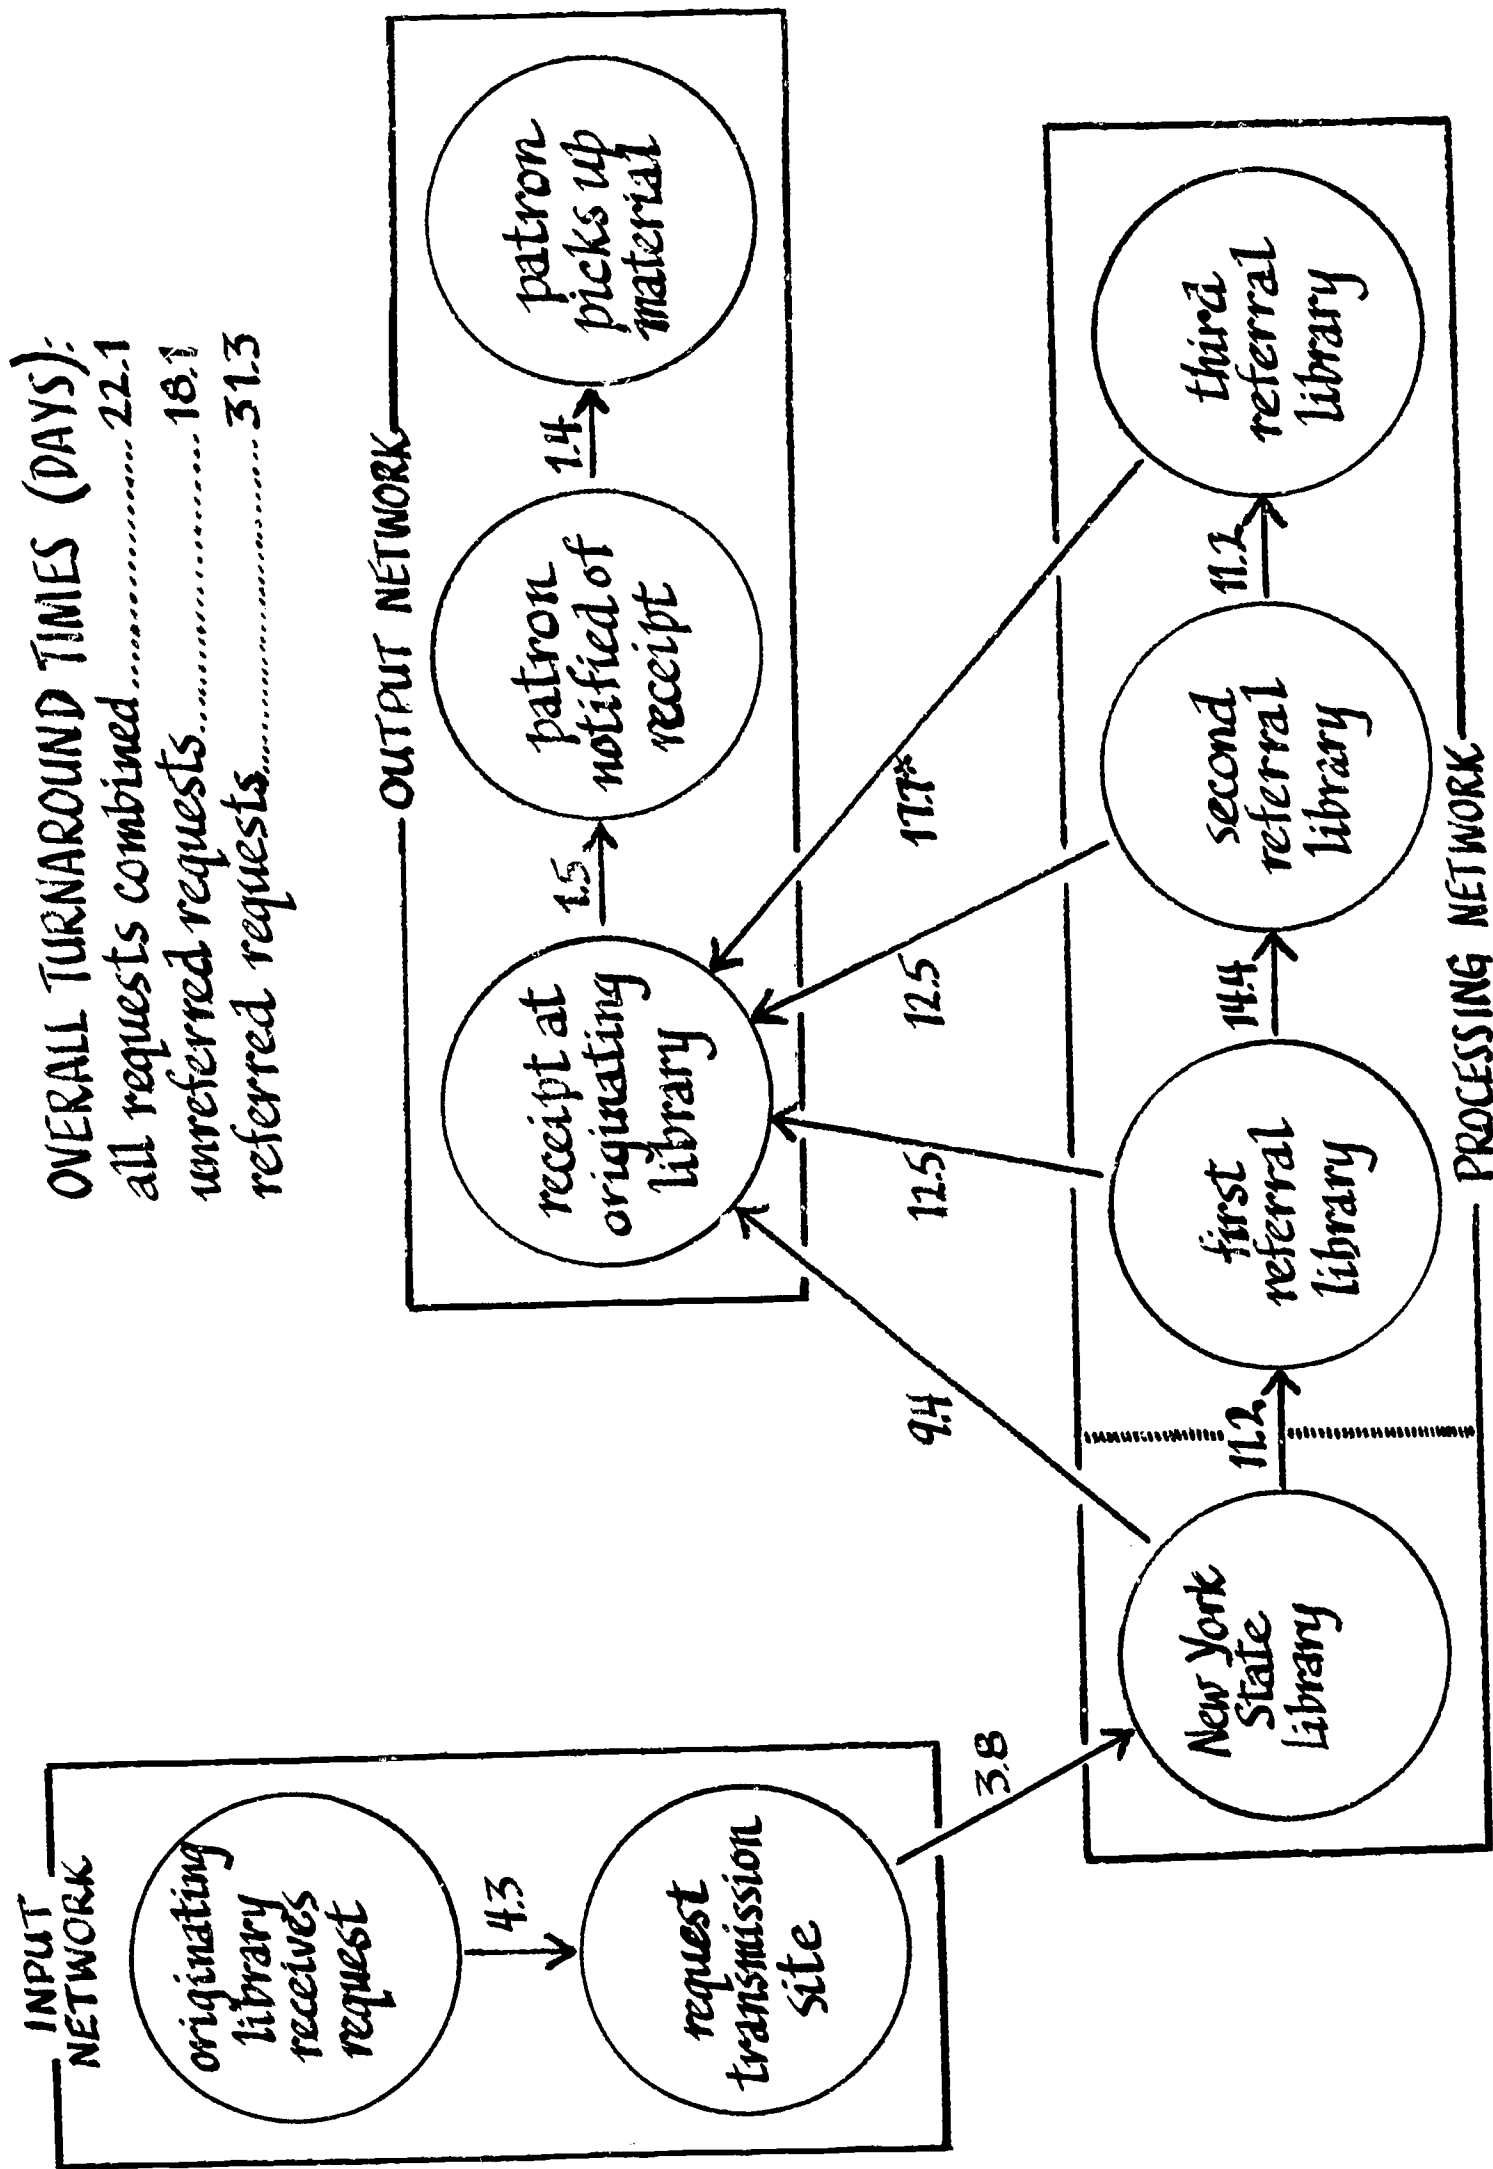 OVERALL TURNAROUND TIMES (DAYS):
all requests combined.............. 22.1
unreferred requests.................. 18.1
referred requests..................... 31.3
INPUT
NETWORK
originating
library
receives
request
4.3
request
transmission
site
3.8
OUTPUT NETWORK
receipt at
originating
library
1.5
patron
notified of
receipt
1.4
patron
picks up
material
9.4
12.5
12.5
17.7*
New York
State
Library
11.2
first
referral
library
14.4
second
referral
library
11.2
third
referral
library
PROCESSING NETWORK